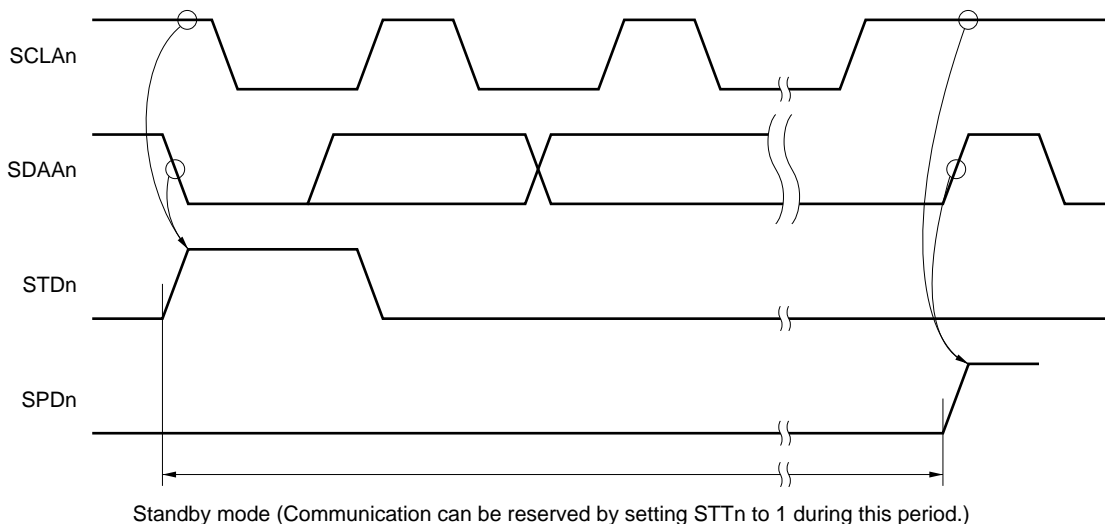 SCLAn
SDAAn
STDn
SPDn
Standby mode (Communication can be reserved by setting STTn to 1 during this period.)